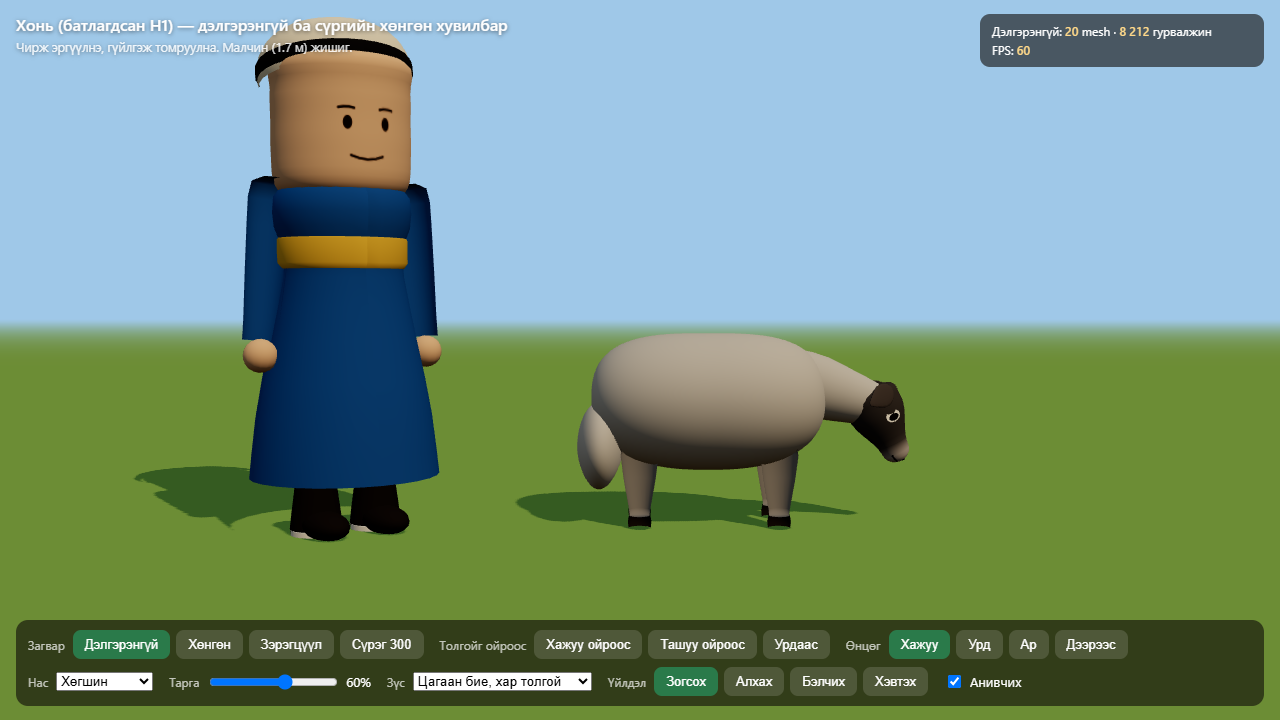 Хонь (батлагдсан H1) — дэлгэрэнгүй ба сүргийн хөнгөн хувилбар
Чирж эргүүлнэ, гүйлгэж томруулна. Малчин (1.7 м) жишиг.
Дэлгэрэнгүй: 20 mesh · 8 212 гурвалжин
FPS: 60
Загвар Дэлгэрэнгүй Хөнгөн Зэрэгцүүл Сүрэг 300 Толгойг ойроос Хажуу ойроос Ташуу ойроос Урдаас Өнцөг Хажуу Урд Ар Дээрээс
Нас Хөгшин Тарга 60% Зүс Цагаан бие, хар толгой Үйлдэл Зогсох Алхах Бэлчих Хэвтэх Анивчих